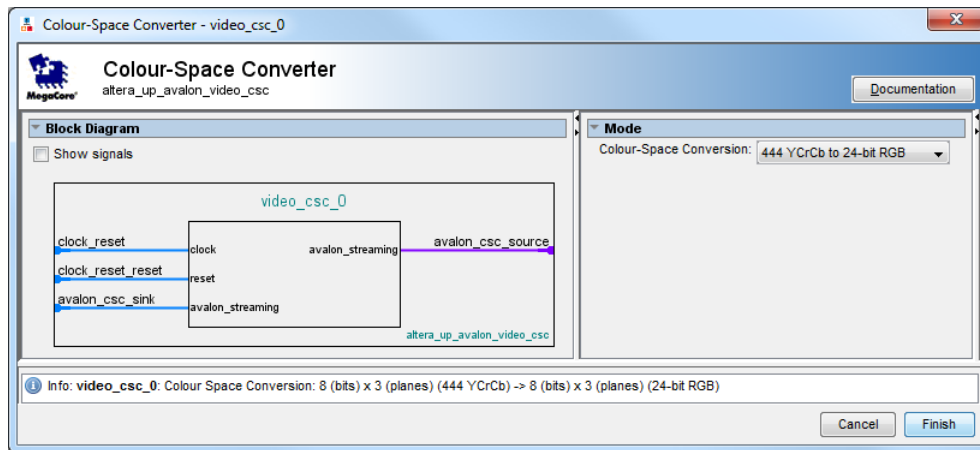 Colour-Space Converter - video_csc_0
Colour-Space Converter
altera_up_avalon_video_csc
MegaCore®
Documentation
Block Diagram
Show signals
video_csc_0
clock_reset
clock
avalon_streaming
avalon_csc_source
clock_reset_reset
reset
avalon_csc_sink
avalon_streaming
altera_up_avalon_video_csc
Mode
Colour-Space Conversion: 444 YCrCb to 24-bit RGB
Info: video_csc_0: Colour Space Conversion: 8 (bits) x 3 (planes) (444 YCrCb) -> 8 (bits) x 3 (planes) (24-bit RGB)
Cancel Finish